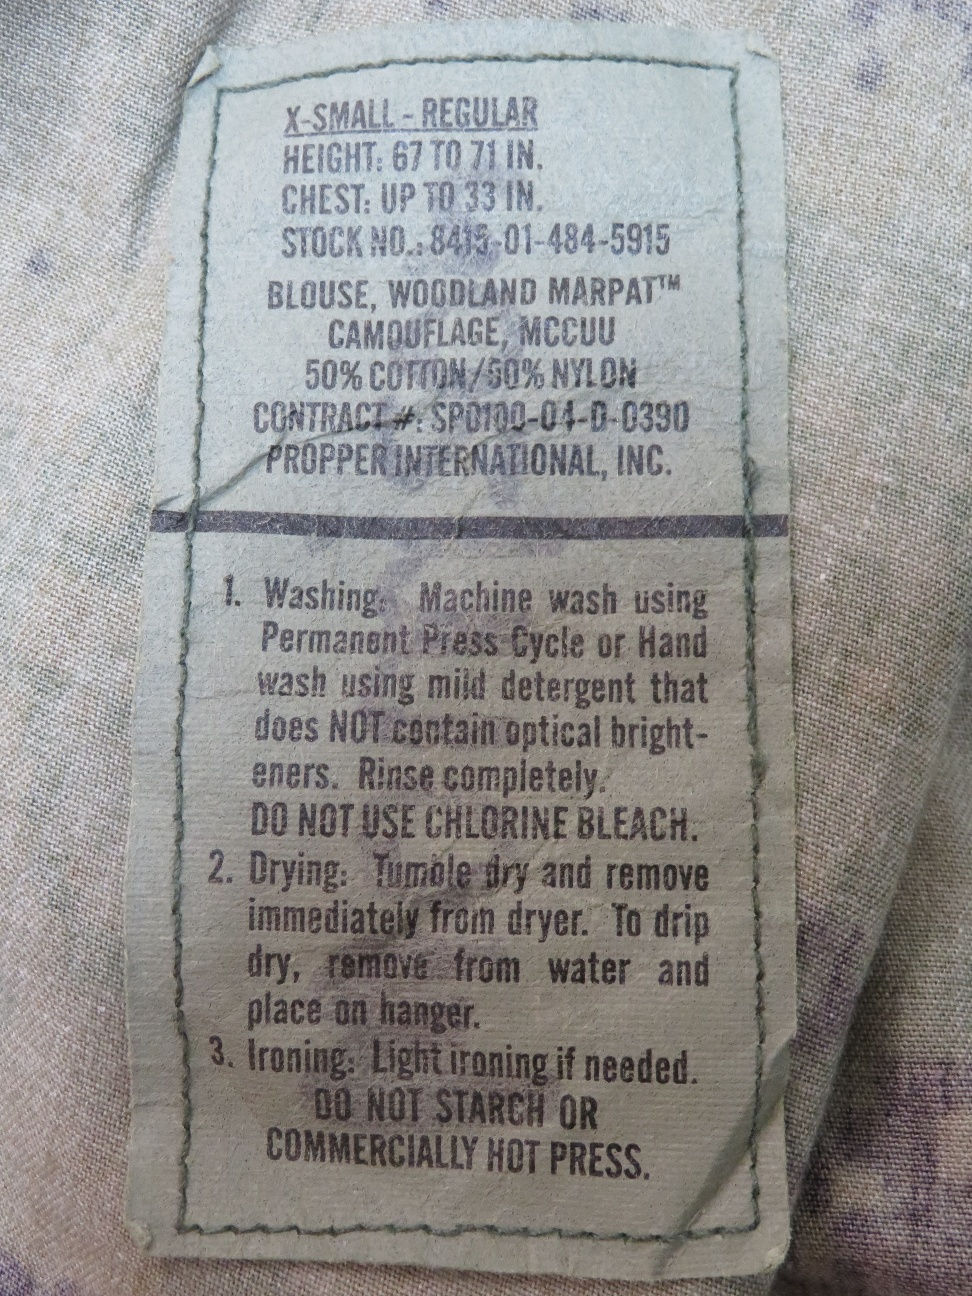 X-SMALL - REGULAR
HEIGHT: 67 TO 71 IN.
CHEST: UP TO 33 IN.
STOCK NO.: 8415-01-484-5915
BLOUSE, WOODLAND MARPAT™
CAMOUFLAGE, MCCUU
50% COTTON/50% NYLON
CONTRACT #: SP0100-04-D-0390
PROPPER INTERNATIONAL, INC.
1. Washing: Machine wash using
Permanent Press Cycle or Hand
wash using mild detergent that
does NOT contain optical bright-
eners. Rinse completely.
DO NOT USE CHLORINE BLEACH.
2. Drying: Tumble dry and remove
immediately from dryer. To drip
dry, remove from water and
place on hanger.
3. Ironing: Light ironing if needed.
DO NOT STARCH OR
COMMERCIALLY HOT PRESS.